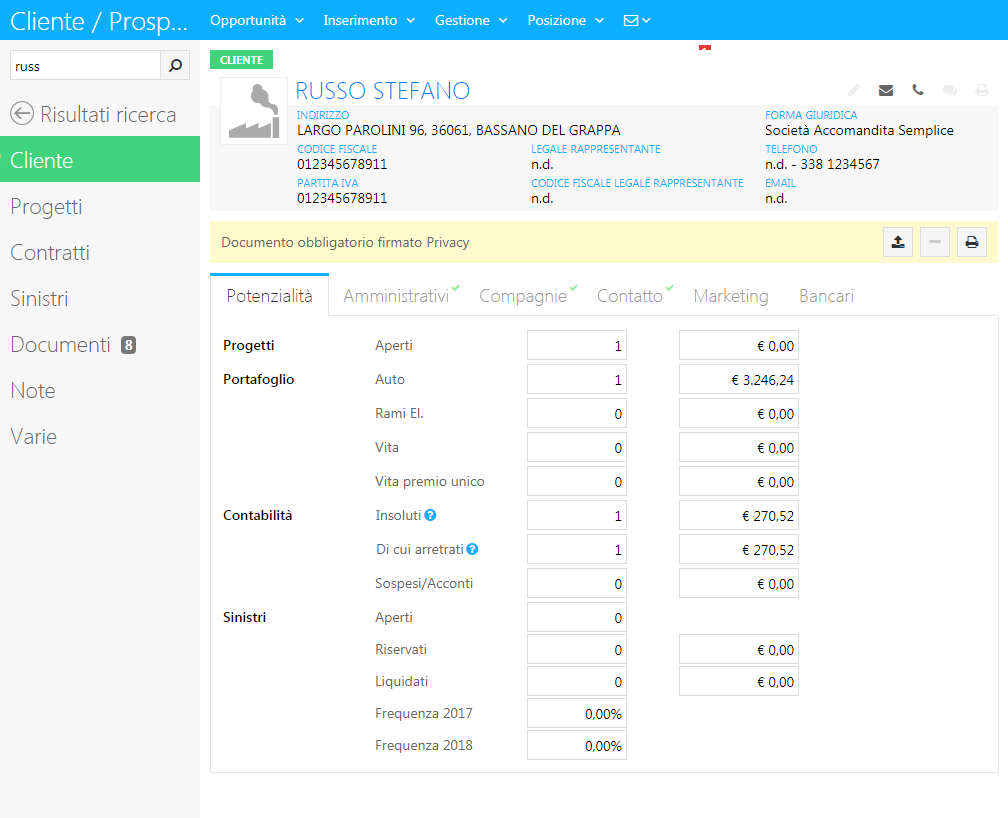 Cliente / Prosp...
Opportunità Inserimento Gestione Posizione
russ
Risultati ricerca
Cliente
Progetti
Contratti
Sinistri
Documenti 8
Note
Varie
CLIENTE
RUSSO STEFANO
INDIRIZZO
LARGO PAROLINI 96, 36061, BASSANO DEL GRAPPA
FORMA GIURIDICA
Società Accomandita Semplice
CODICE FISCALE
012345678911
LEGALE RAPPRESENTANTE
n.d.
TELEFONO
n.d. - 338 1234567
PARTITA IVA
012345678911
CODICE FISCALE LEGALE RAPPRESENTANTE
n.d.
EMAIL
n.d.
Documento obbligatorio firmato Privacy
Potenzialità Amministrativi Compagnie Contatto Marketing Bancari
Progetti Aperti 1 € 0,00
Portafoglio Auto 1 € 3.246,24
Rami El. 0 € 0,00
Vita 0 € 0,00
Vita premio unico 0 € 0,00
Contabilità Insoluti ? 1 € 270,52
Di cui arretrati ? 1 € 270,52
Sospesi/Acconti 0 € 0,00
Sinistri Aperti 0
Riservati 0 € 0,00
Liquidati 0 € 0,00
Frequenza 2017 0,00%
Frequenza 2018 0,00%